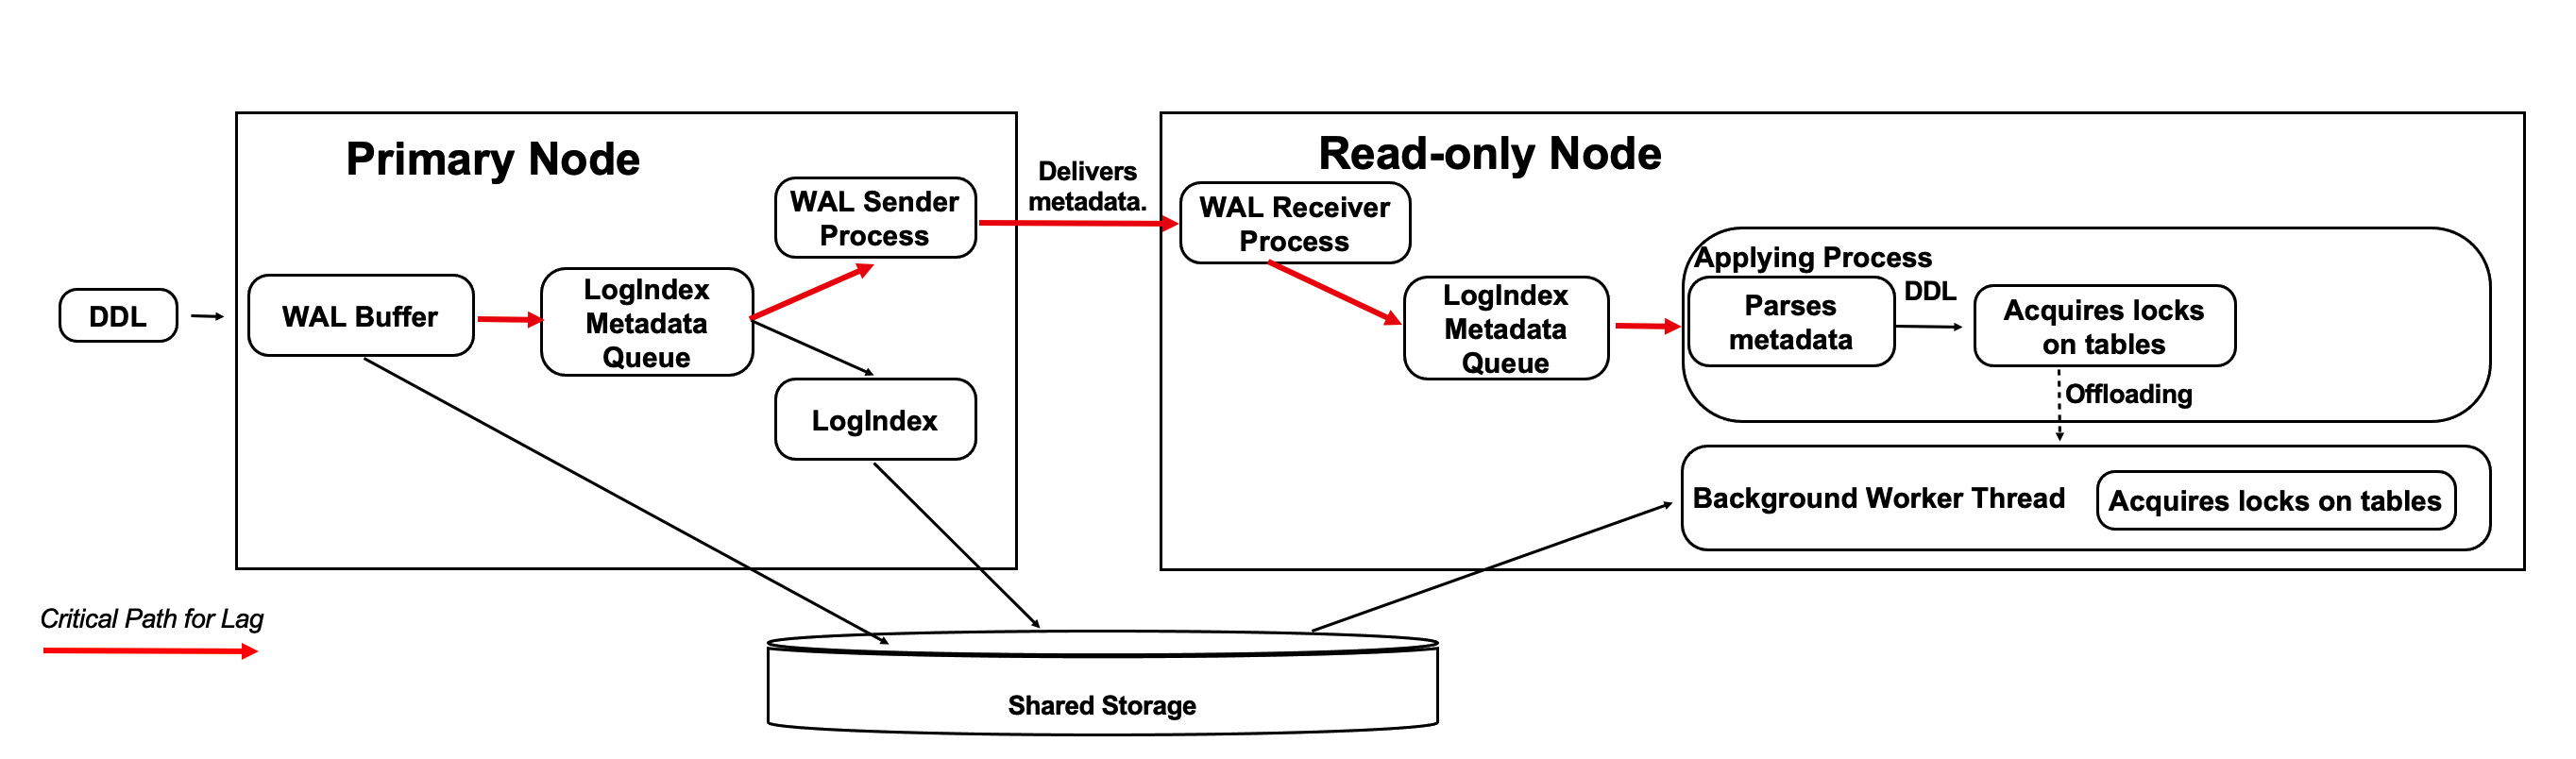 Primary Node
Read-only Node
DDL
WAL Buffer
LogIndex
Metadata
Queue
WAL Sender
Process
LogIndex
Delivers
metadata.
WAL Receiver
Process
LogIndex
Metadata
Queue
Applying Process
Parses
metadata
DDL
Acquires locks
on tables
Offloading
Background Worker Thread
Acquires locks on tables
Critical Path for Lag
Shared Storage